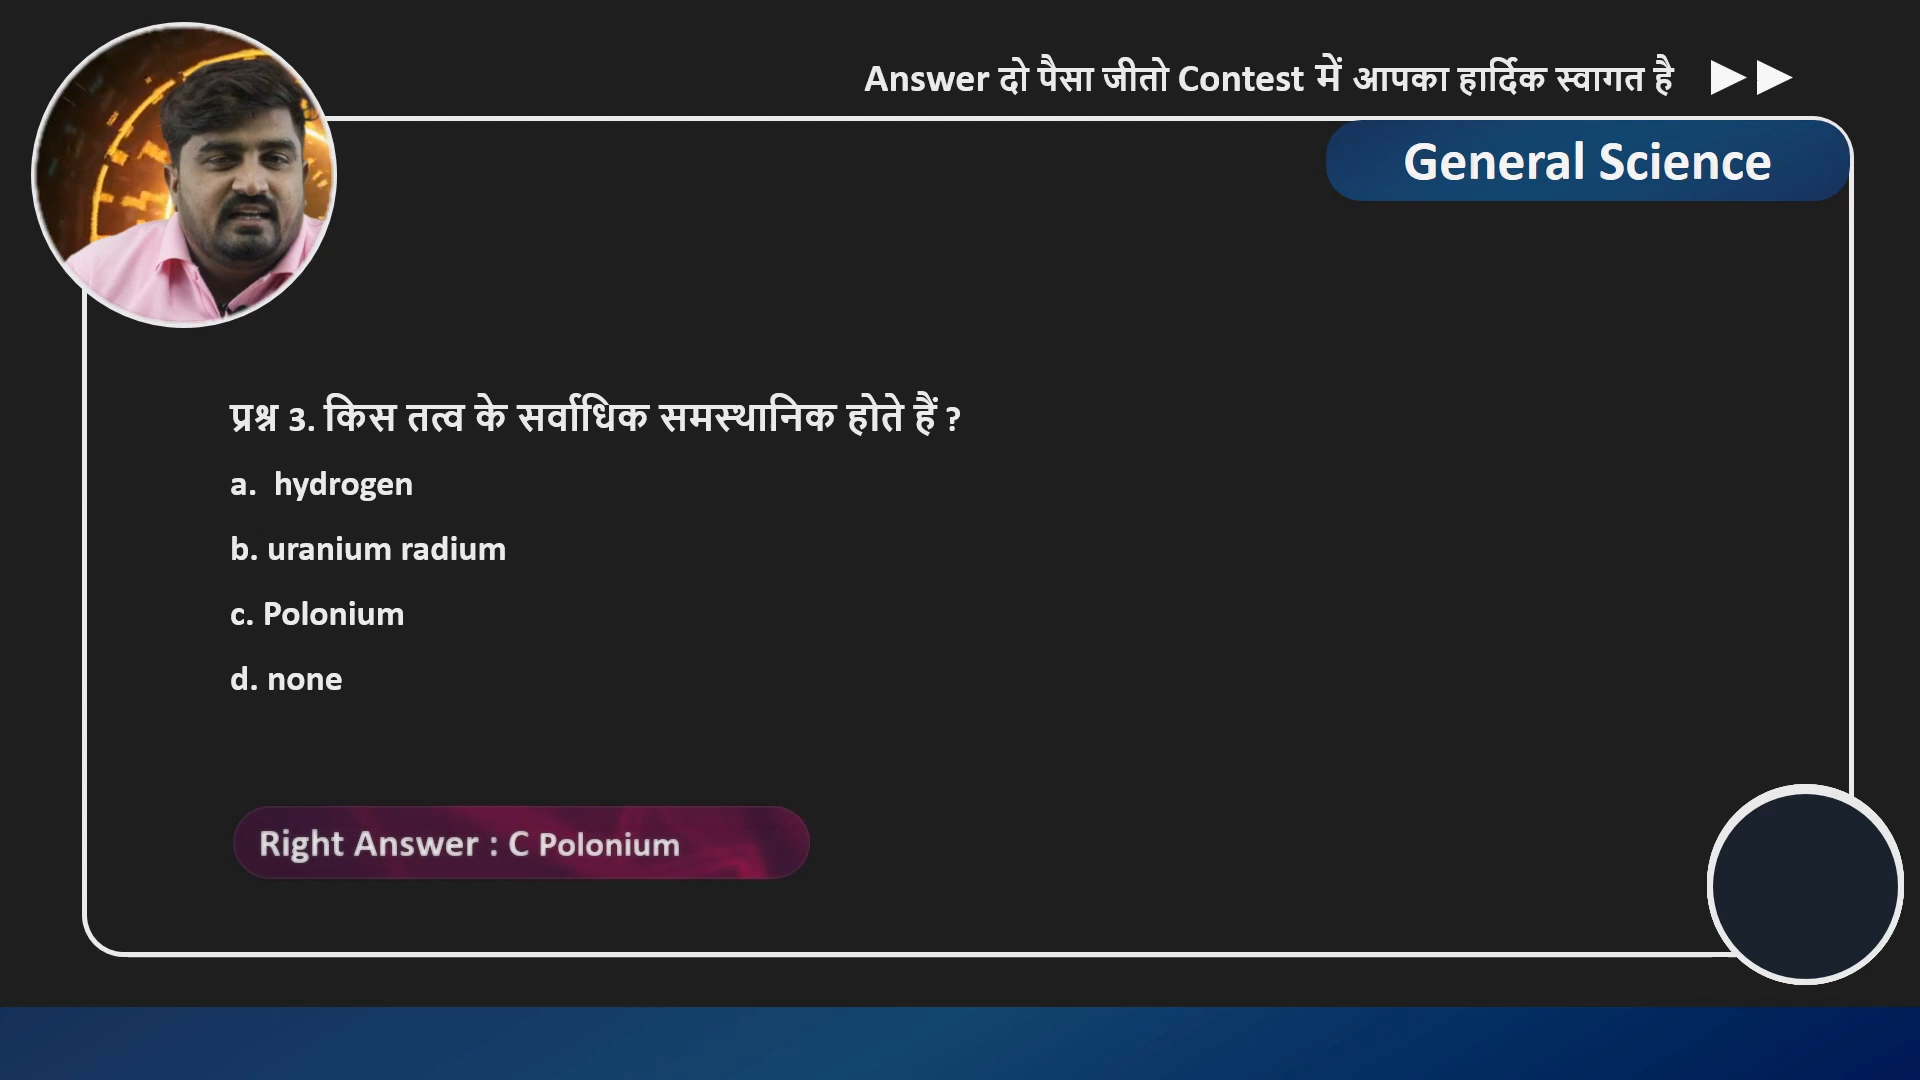 Answer दो पैसा जीतो Contest में आपका हार्दिक स्वागत है
General Science
प्रश्न 3. किस तत्व के सर्वाधिक समस्थानिक होते हैं ?
a. hydrogen
b. uranium radium
c. Polonium
d. none
Right Answer : C Polonium